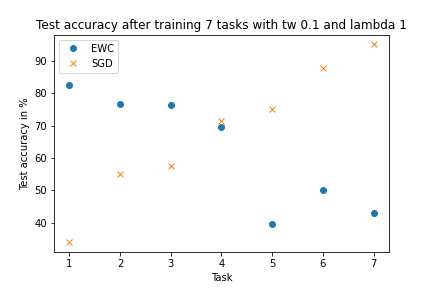 Test accuracy after training 7 tasks with tw 0.1 and lambda 1
EWC
SGD
Test accuracy in %
90
80
70
60
50
40
1 2 3 4 5 6 7
Task